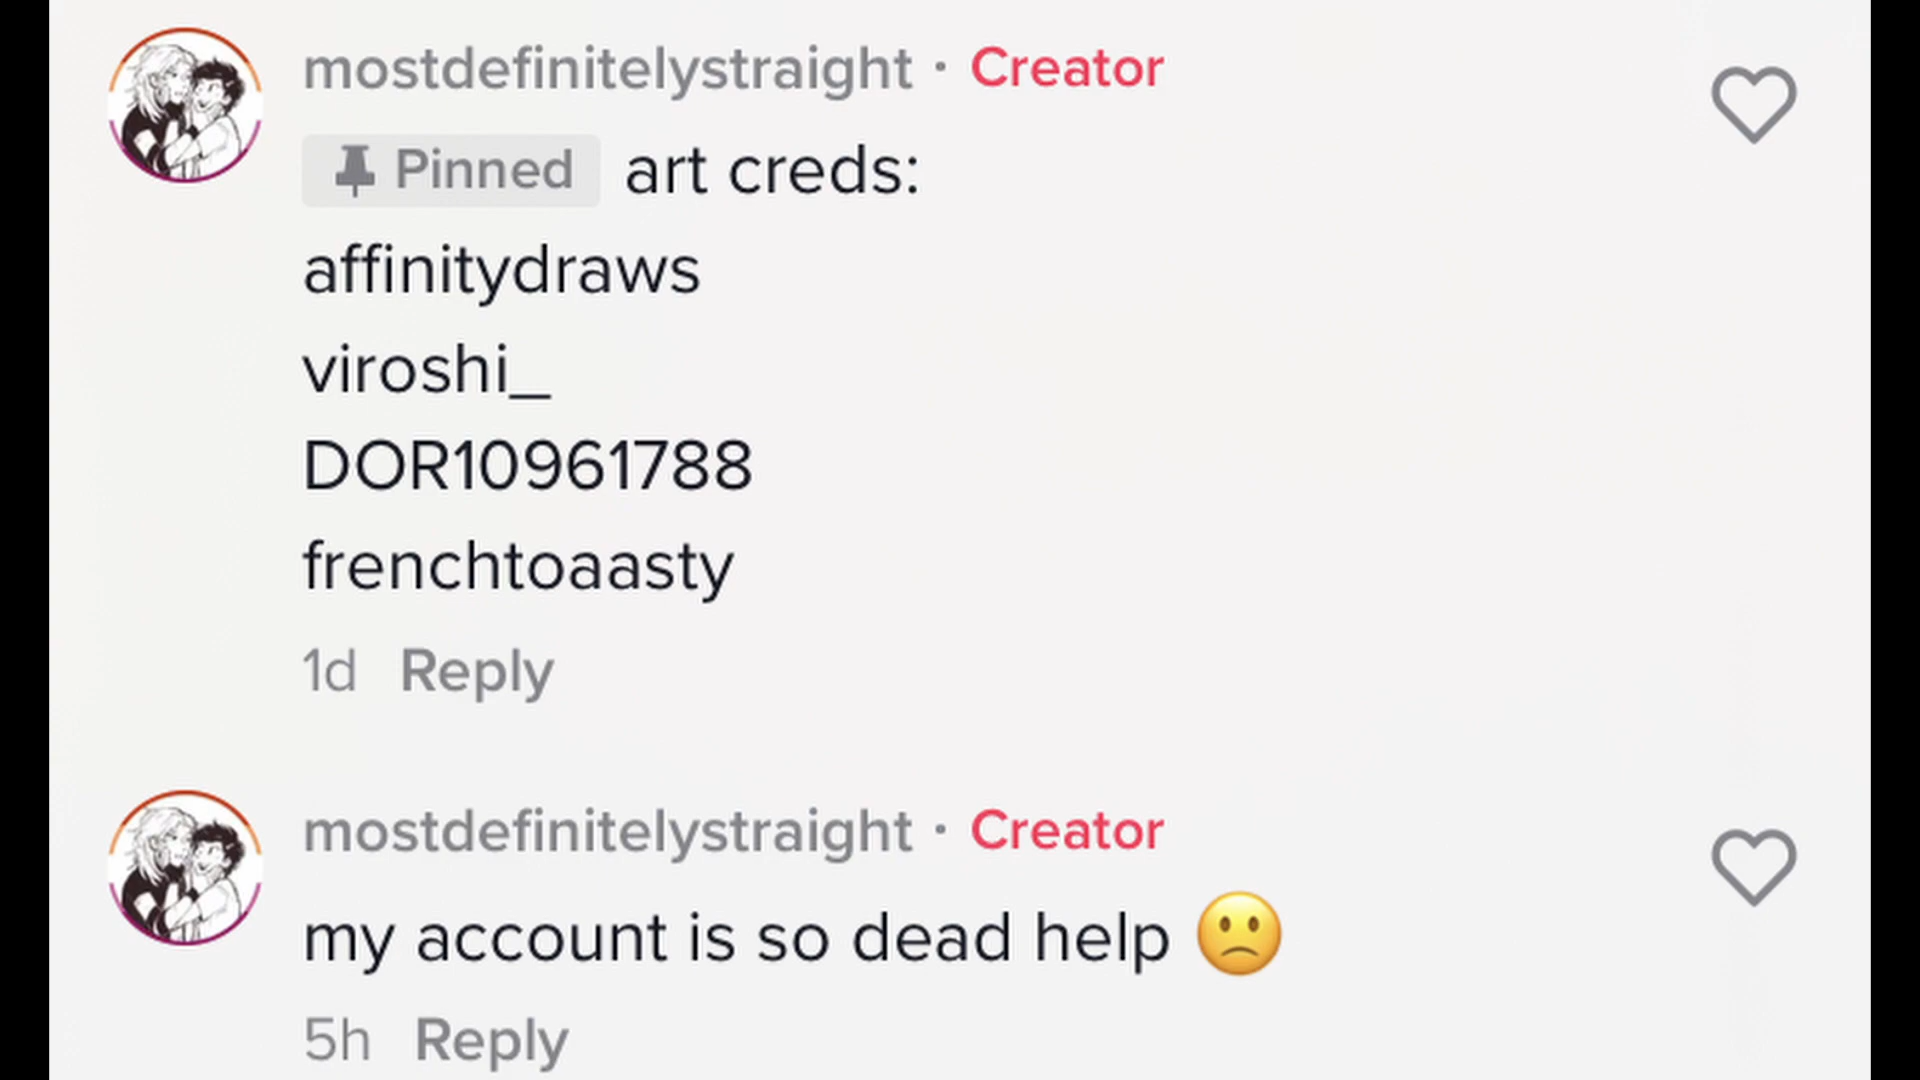 mostdefinitelystraight · Creator
Pinned art creds:
affinitydraws
viroshi_
DOR10961788
frenchtoaasty
1d Reply
mostdefinitelystraight · Creator
my account is so dead help 🙁
5h Reply